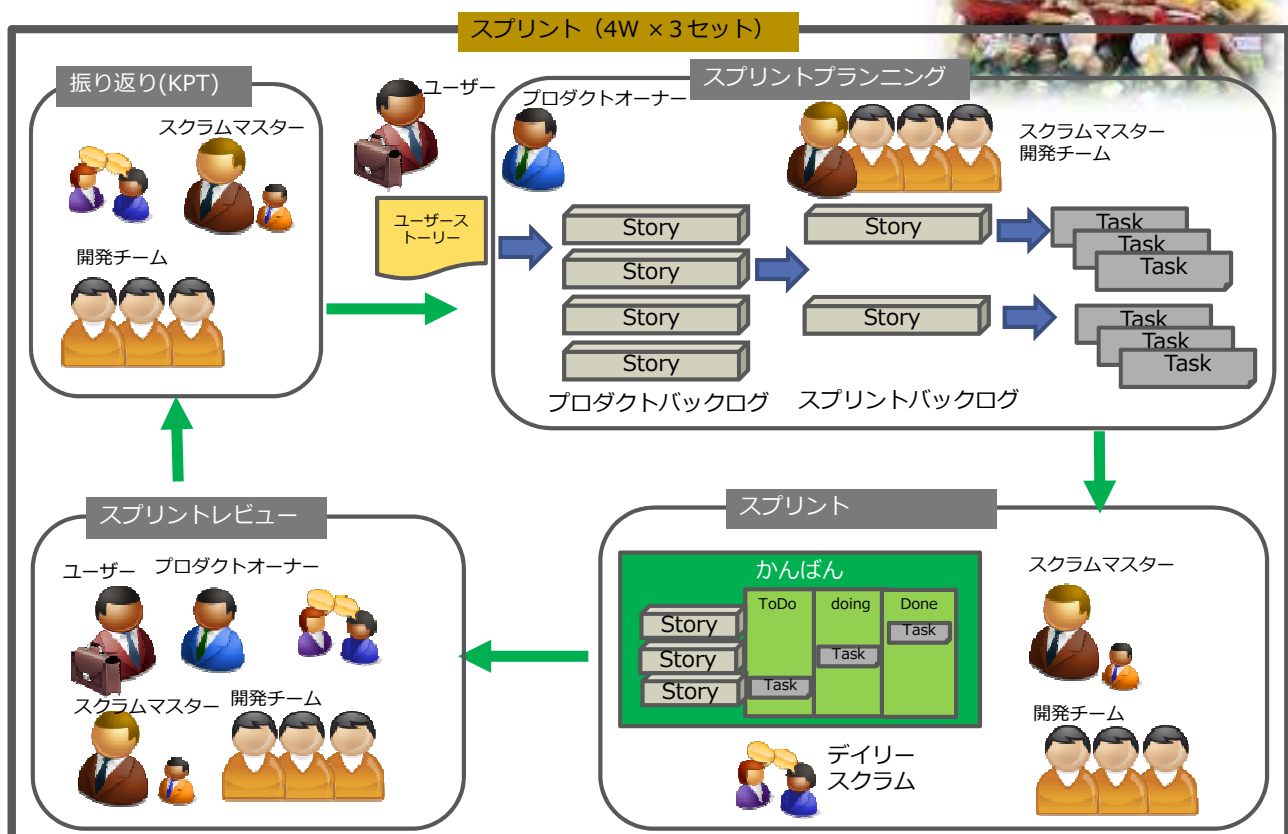 スプリント（4W ×３セット）
振り返り(KPT)
スクラムマスター
開発チーム
ユーザー
ユーザース
トーリー
スプリントプランニング
プロダクトオーナー
スクラムマスター
開発チーム
Story
Story
Story
Story
プロダクトバックログ
Story
Story
スプリントバックログ
Task
Task
Task
Task
Task
Task
スプリントレビュー
ユーザー
プロダクトオーナー
スクラムマスター
開発チーム
スプリント
かんばん
ToDo
doing
Done
Story
Story
Story
Task
Task
Task
デイリー
スクラム
スクラムマスター
開発チーム